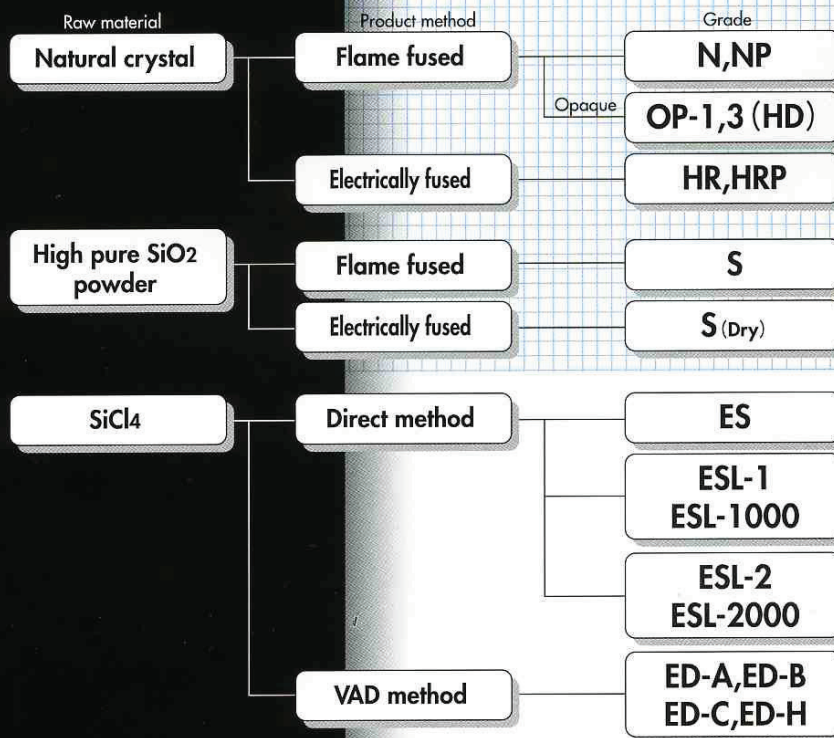 Raw material Product method Grade
Natural crystal Flame fused N,NP
Opaque OP-1,3 (HD)
Electrically fused HR,HRP
High pure SiO2
powder
Flame fused S
Electrically fused S (Dry)
SiCl4 Direct method ES
ESL-1
ESL-1000
ESL-2
ESL-2000
VAD method ED-A,ED-B
ED-C,ED-H